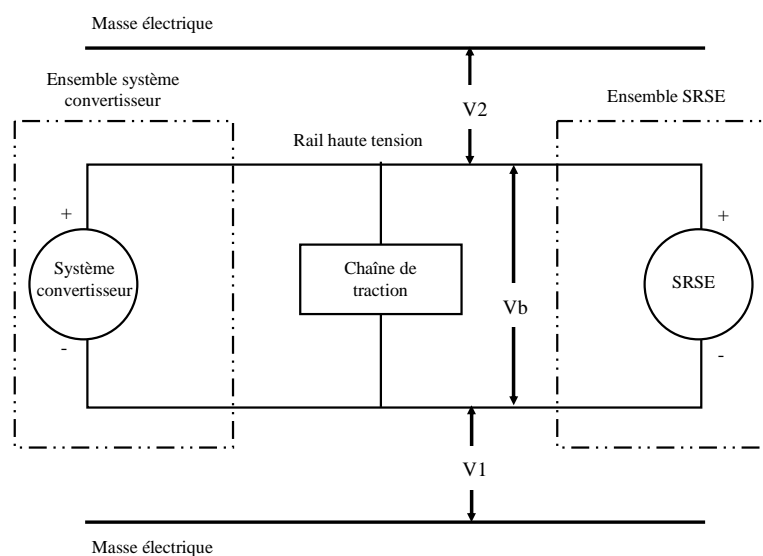 Masse électrique
Ensemble système
convertisseur
V2
Ensemble SRSE
Rail haute tension
+
+
Système
convertisseur
Chaîne de
traction
Vb
SRSE
-
-
V1
Masse électrique